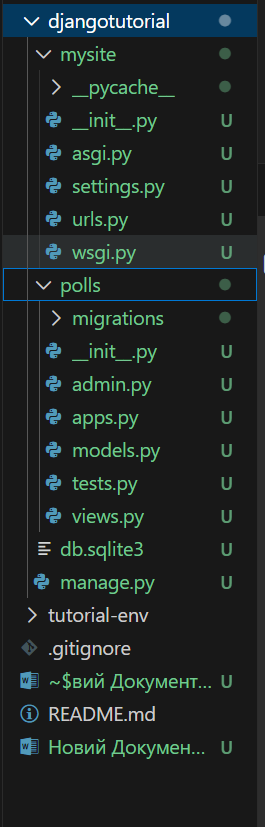 djangotutorial
mysite
__pycache__
__init__.py U
asgi.py U
settings.py U
urls.py U
wsgi.py U
polls
migrations
__init__.py U
admin.py U
apps.py U
models.py U
tests.py U
views.py U
db.sqlite3 U
manage.py U
tutorial-env
.gitignore
~$вий Документ... U
README.md
Новий Докумен... U